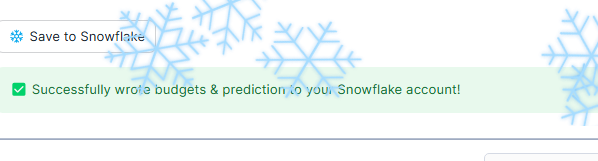 Save to Snowflake
Successfully wrote budgets & prediction to your Snowflake account!